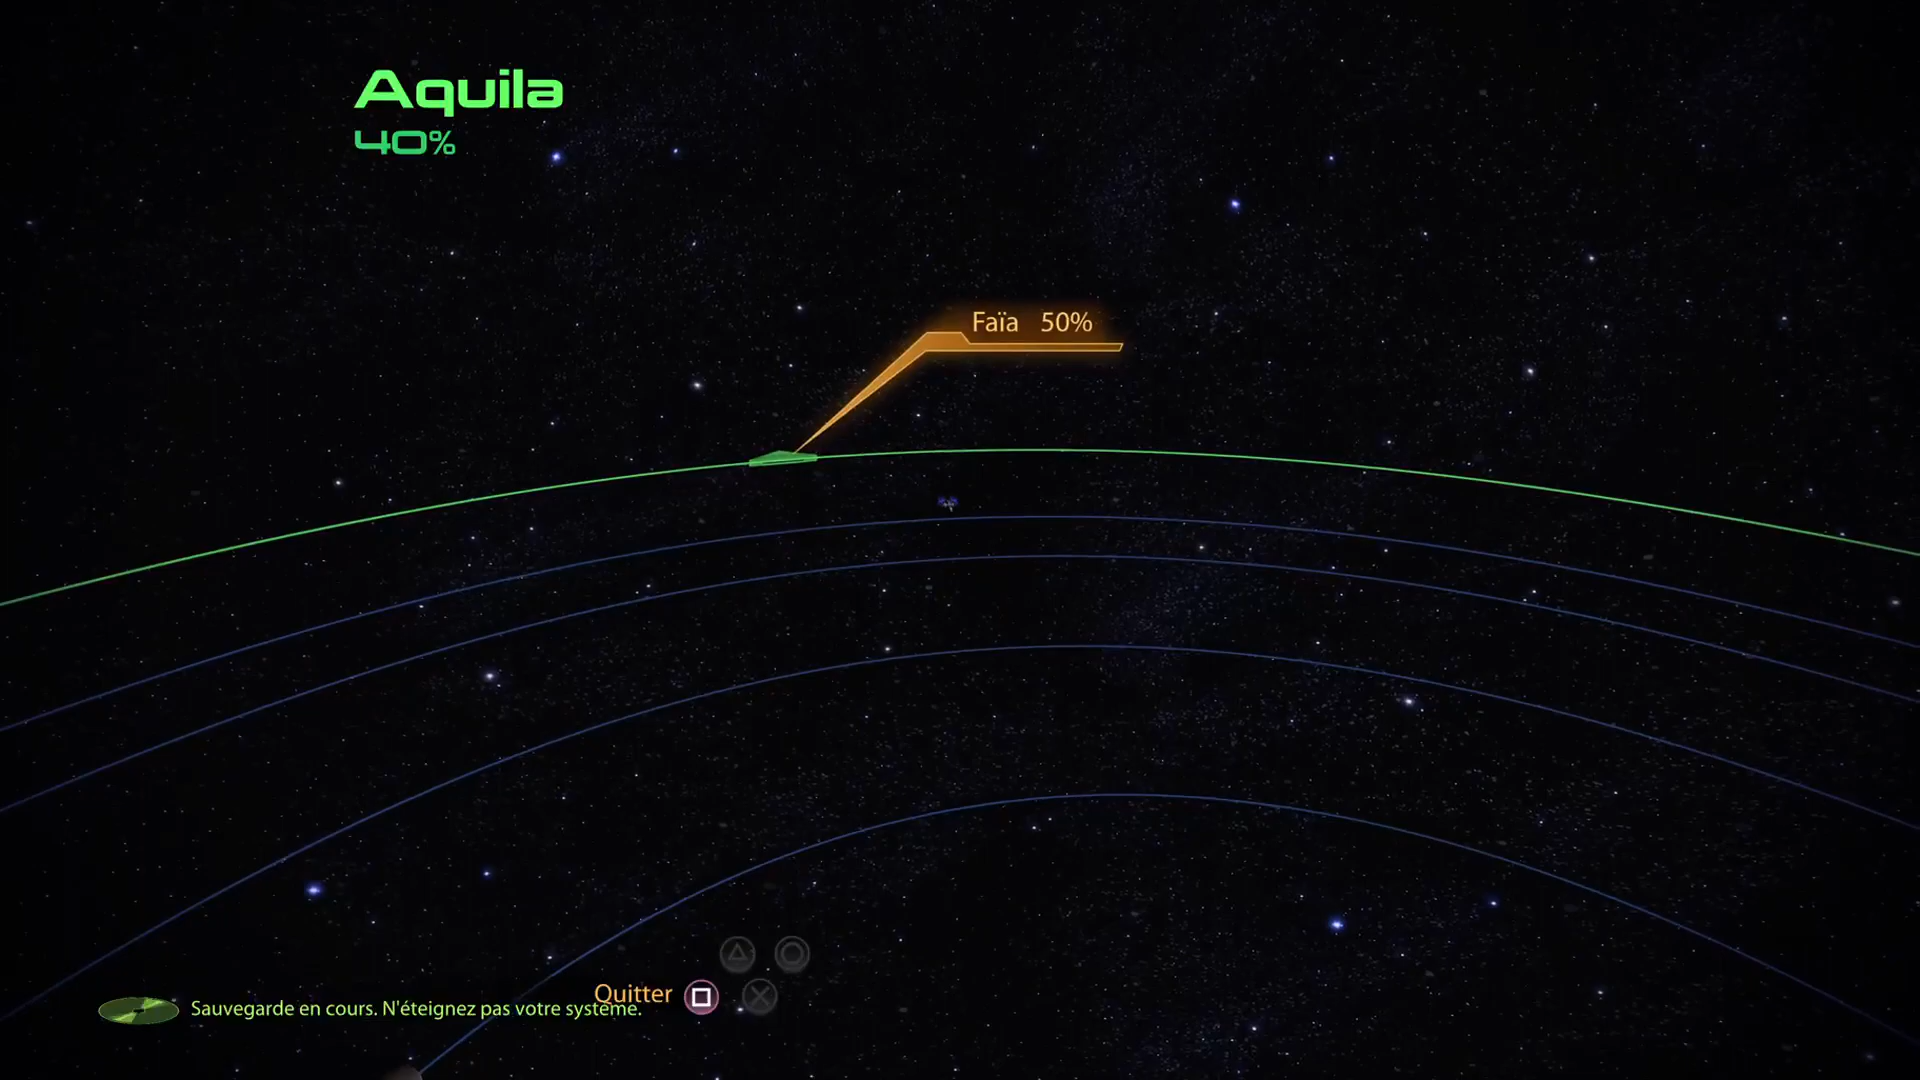 Aquila
40%
Faïa 50%
Quitter
Sauvegarde en cours. N'éteignez pas votre système.